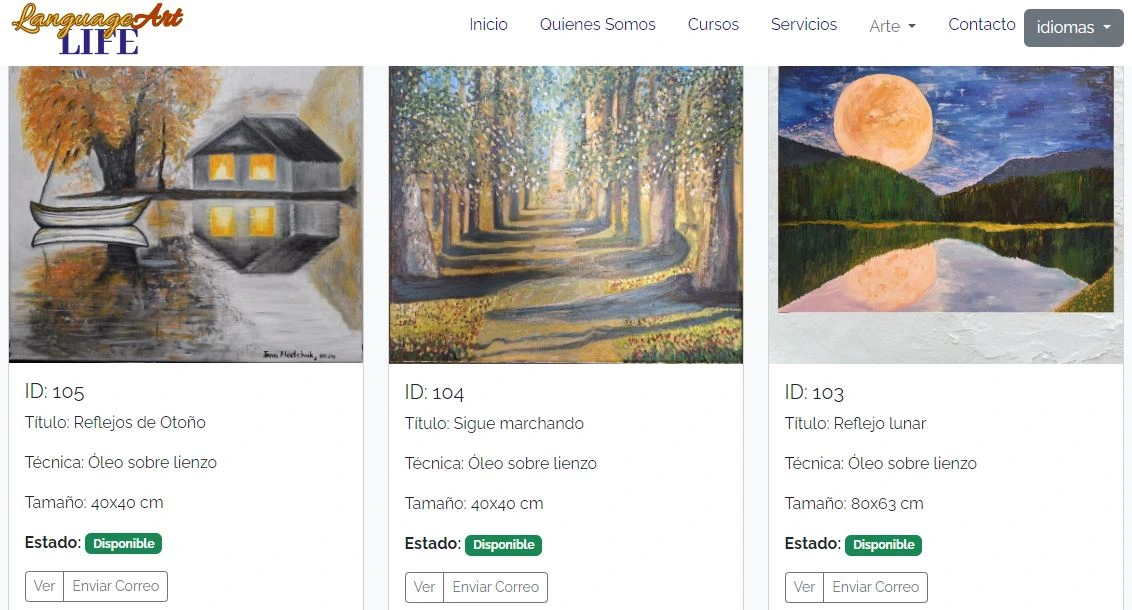 LanguageArt
LIFE
Inicio
Quienes Somos
Cursos
Servicios
Arte
Contacto
idiomas
2024
ID: 105
Título: Reflejos de Otoño
Técnica: Óleo sobre lienzo
Tamaño: 40x40 cm
Estado: Disponible
Ver
Enviar Correo
ID: 104
Título: Sigue marchando
Técnica: Óleo sobre lienzo
Tamaño: 40x40 cm
Estado: Disponible
Ver
Enviar Correo
ID: 103
Título: Reflejo lunar
Técnica: Óleo sobre lienzo
Tamaño: 80x63 cm
Estado: Disponible
Ver
Enviar Correo